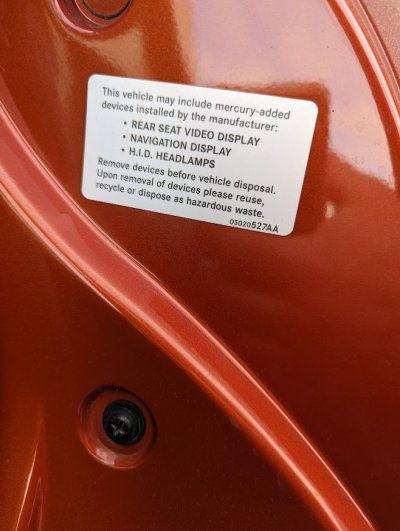 This vehicle may include mercury-added
devices installed by the manufacturer:
• REAR SEAT VIDEO DISPLAY
• NAVIGATION DISPLAY
• H.I.D. HEADLAMPS
Remove devices before vehicle disposal.
Upon removal of devices please reuse,
recycle or dispose as hazardous waste.
05020527AA